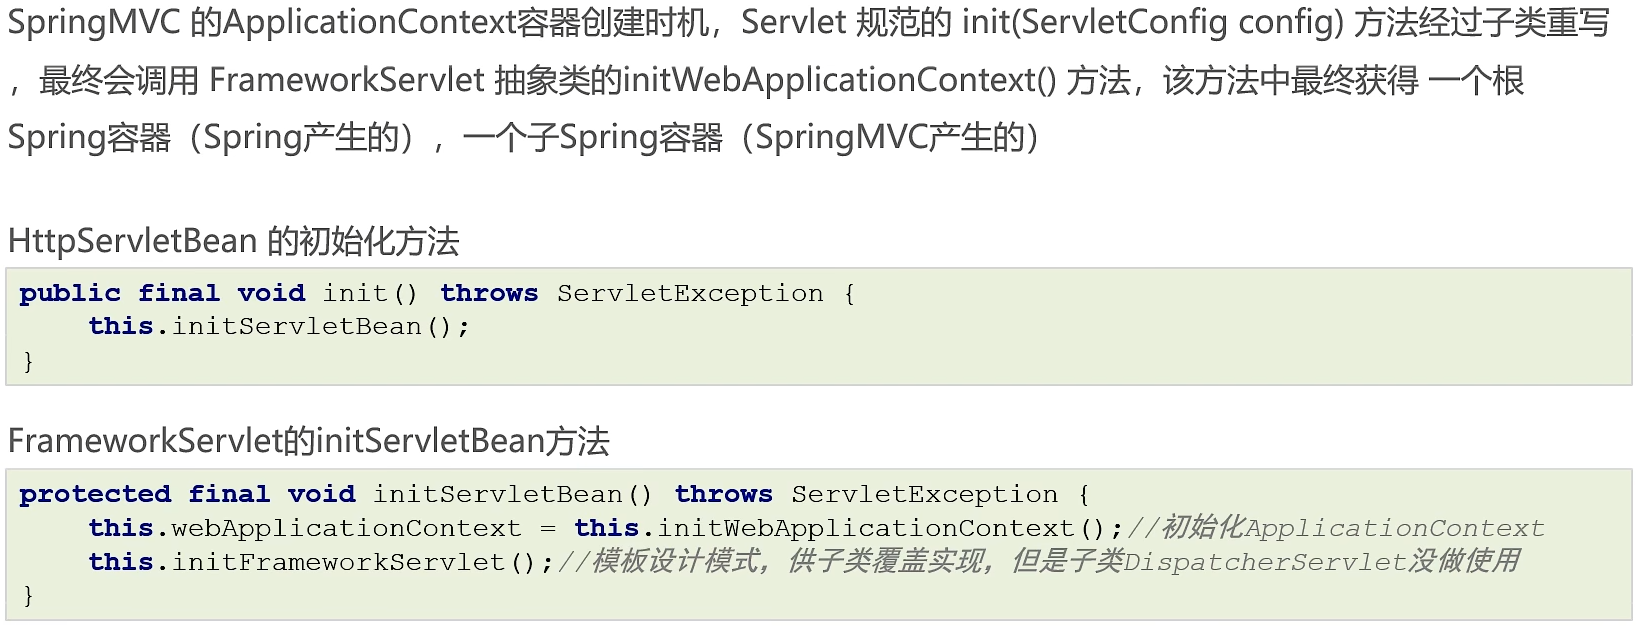 SpringMVC 的ApplicationContext容器创建时机，Servlet 规范的 init(ServletConfig config) 方法经过子类重写
，最终会调用 FrameworkServlet 抽象类的initWebApplicationContext() 方法，该方法中最终获得 一个根
Spring容器（Spring产生的），一个子Spring容器（SpringMVC产生的）
HttpServletBean 的初始化方法
public final void init() throws ServletException {
    this.initServletBean();
}
FrameworkServlet的initServletBean方法
protected final void initServletBean() throws ServletException {
    this.webApplicationContext = this.initWebApplicationContext();//初始化ApplicationContext
    this.initFrameworkServlet();//模板设计模式，供子类覆盖实现，但是子类DispatcherServlet没做使用
}